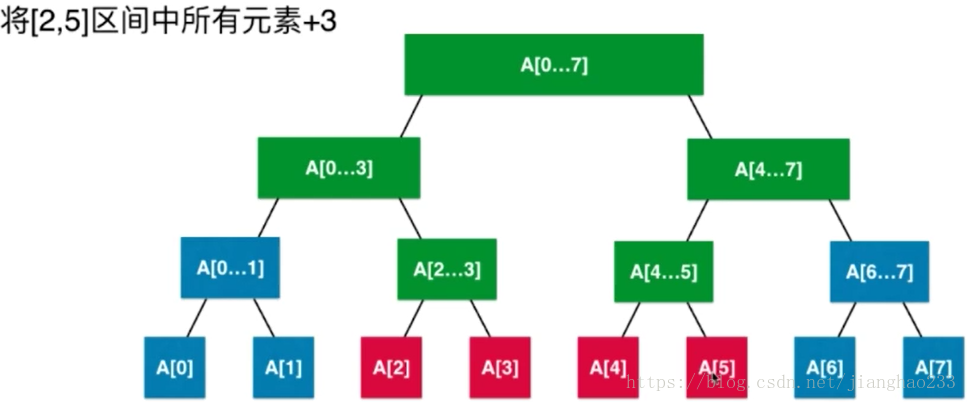 将[2,5]区间中所有元素+3
A[0...7]
A[0...3]
A[4...7]
A[0...1]
A[2...3]
A[4...5]
A[6...7]
A[0]
A[1]
A[2]
A[3]
A[4]
A[5]
A[6]
A[7]
https://blog.csdn.net/jianghao233